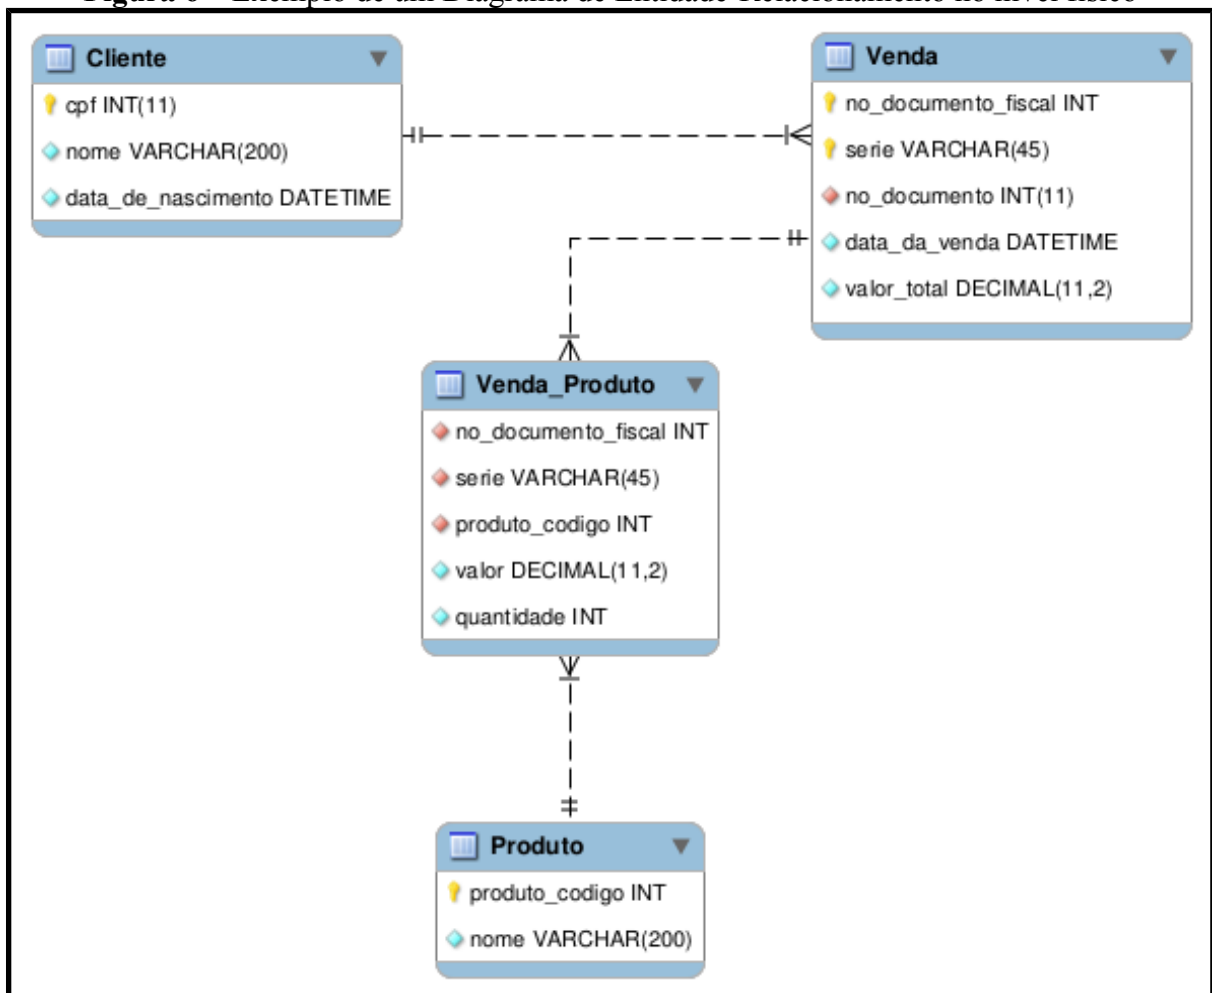 Cliente
cpf INT(11)
nome VARCHAR(200)
data_de_nascimento DATETIME
Venda
no_documento_fiscal INT
serie VARCHAR(45)
no_documento INT(11)
data_da_venda DATETIME
valor_total DECIMAL(11,2)
Venda_Produto
no_documento_fiscal INT
serie VARCHAR(45)
produto_codigo INT
valor DECIMAL(11,2)
quantidade INT
Produto
produto_codigo INT
nome VARCHAR(200)